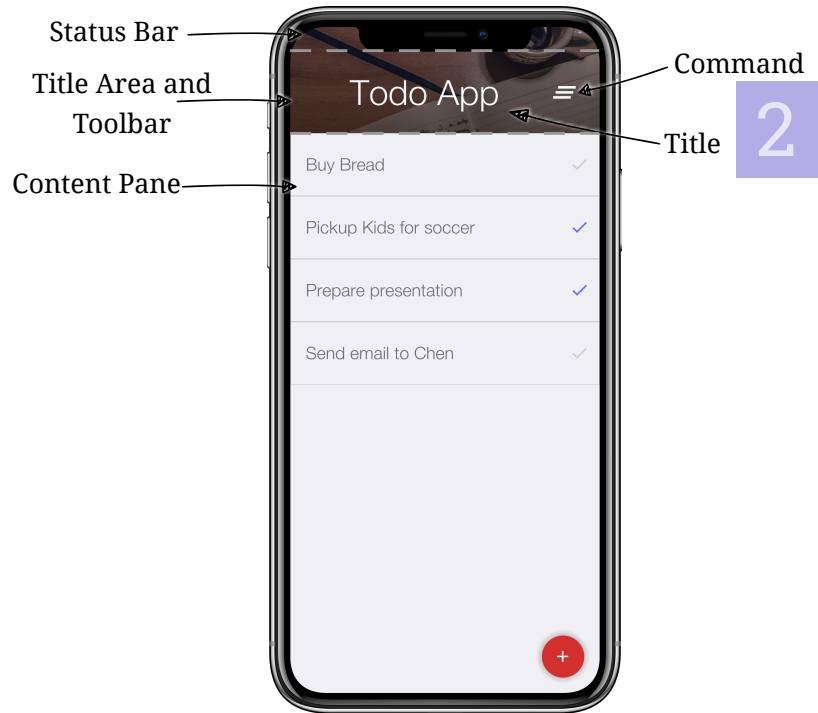 Status Bar
Title Area and
Toolbar
Content Pane
Command
Title
2
Todo App
Buy Bread
Pickup Kids for soccer
Prepare presentation
Send email to Chen
+